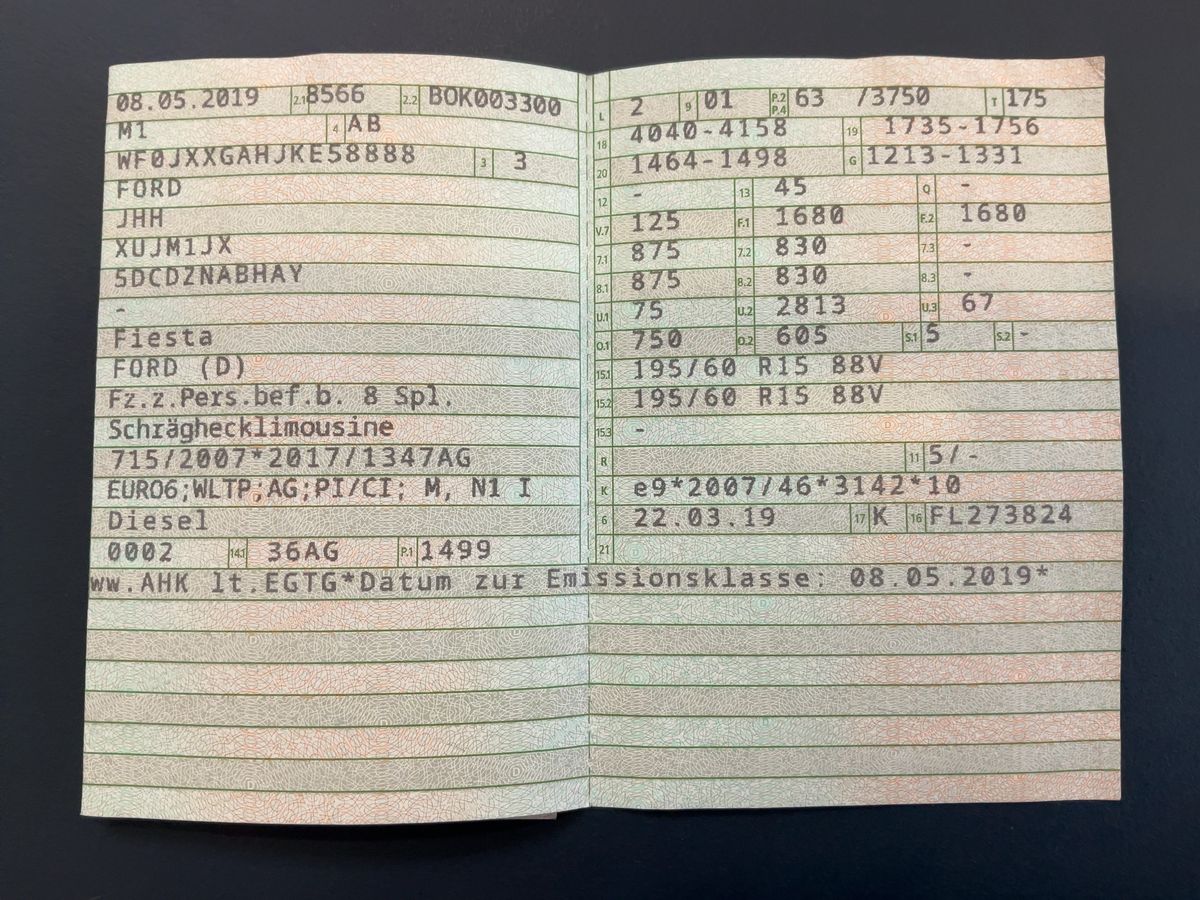 08.05.2019 2.1 8566 2.2 BOK003300
M1 4 AB
WF0JXXGAHJKE58888 3 3
FORD
JHH
XUJM1JX
5DCDZNABHAY
-
Fiesta
FORD (D)
Fz.z.Pers.bef.b. 8 Spl.
Schräghecklimousine
715/2007*2017/1347AG
EURO6;WLTP;AG;PI/CI; M, N1 I
Diesel
0002 14.1 36AG P.1 1499
L 2 9 01 P.2 P.4 63 /3750 T 175
18 4040-4158 19 1735-1756
20 1464-1498 G 1213-1331
12 - 13 45 Q -
V.7 125 F.1 1680 F.2 1680
7.1 875 7.2 830 7.3 -
8.1 875 8.2 830 8.3 -
U.1 75 U.2 2813 U.3 67
O.1 750 O.2 605 S.1 5 S.2 -
15.1 195/60 R15 88V
15.2 195/60 R15 88V
15.3 -
R 11 5/-
K e9*2007/46*3142*10
6 22.03.19 17 K 16 FL273824
21
ww.AHK lt.EGTG*Datum zur Emissionsklasse: 08.05.2019*